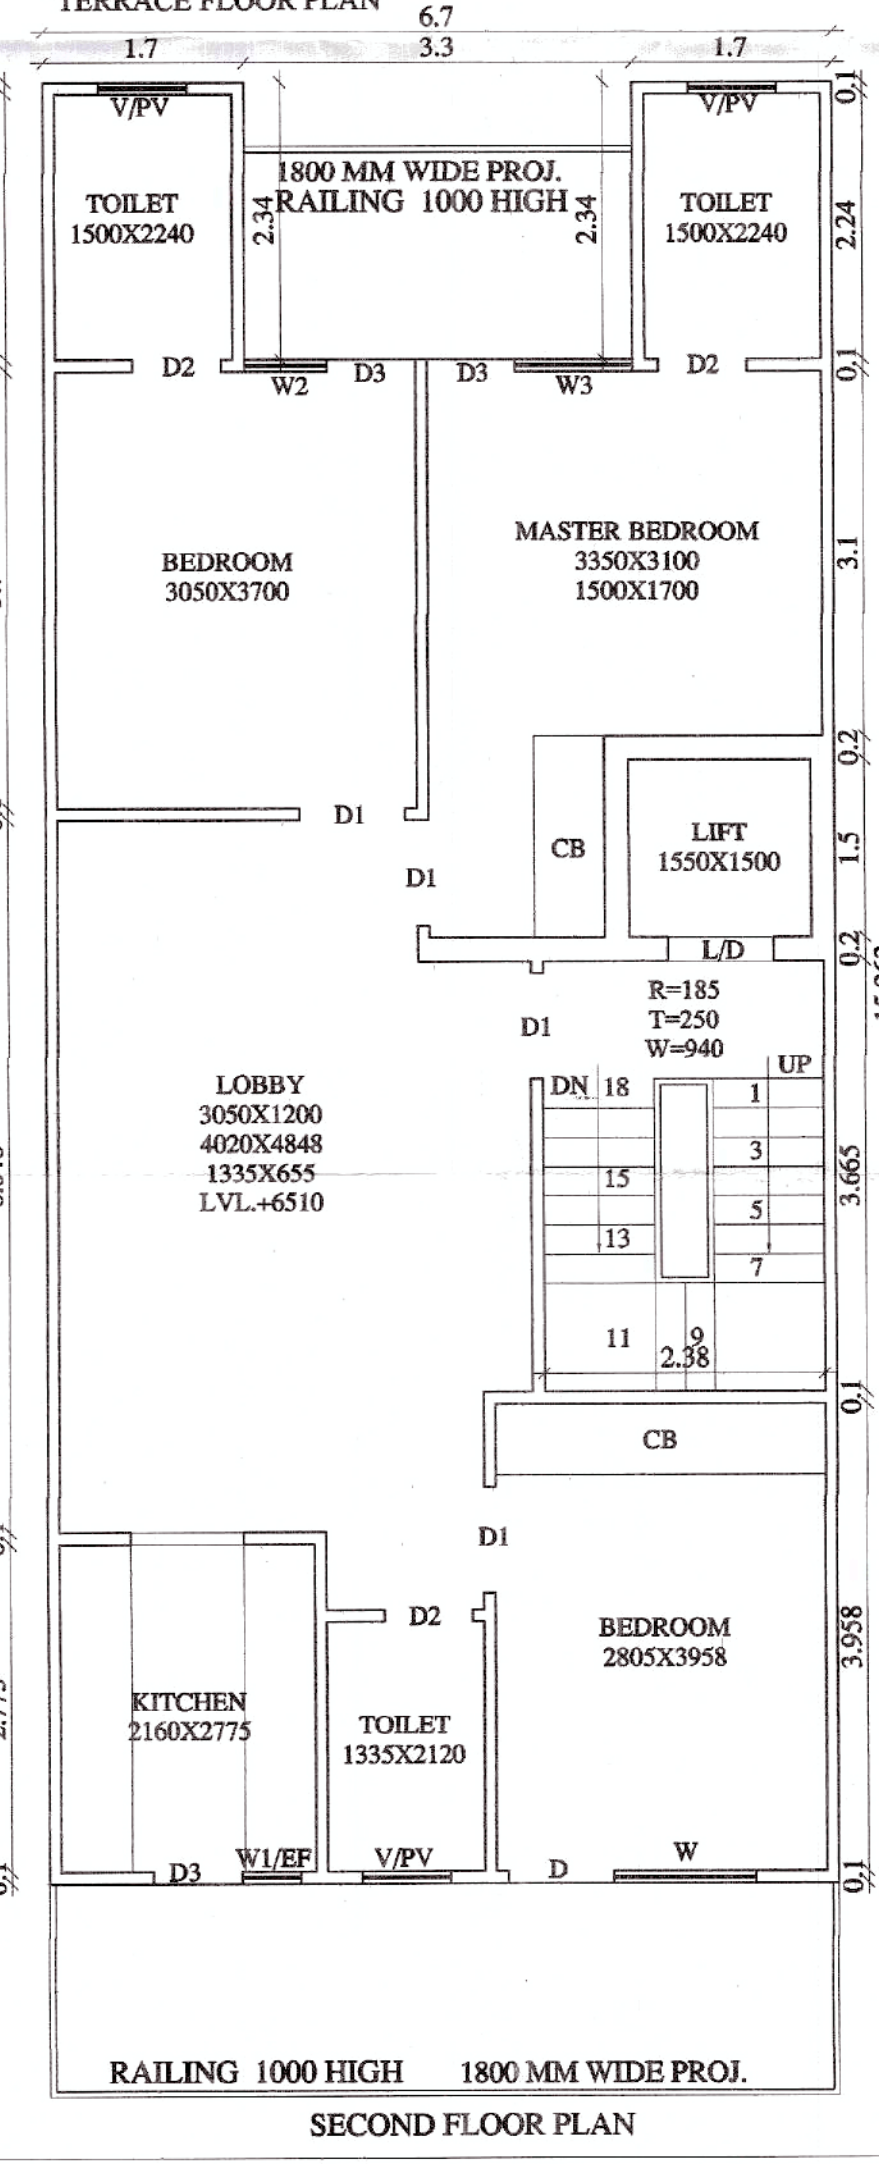 TERRACE FLOOR PLAN
6.7
1.7 3.3 1.7
V/PV V/PV 0.1
1800 MM WIDE PROJ.
RAILING 1000 HIGH
TOILET
1500X2240
2.34
2.34
TOILET
1500X2240
2.24
D2 D3 D3 D2 0.1
W2 W3
BEDROOM
3050X3700
MASTER BEDROOM
3350X3100
1500X1700
3.1
0.2
D1
CB
LIFT
1550X1500
1.5
D1
L/D
0.2
R=185
T=250
W=940
D1
UP
DN 18 1
LOBBY
3050X1200
4020X4848
1335X655
LVL.+6510
3
15
5
13
7
3.665
11 9
2.38
0.1
CB
D1
D2
BEDROOM
2805X3958
3.958
KITCHEN
2160X2775
TOILET
1335X2120
D3 W1/EF V/PV D W 0.1
RAILING 1000 HIGH 1800 MM WIDE PROJ.
SECOND FLOOR PLAN